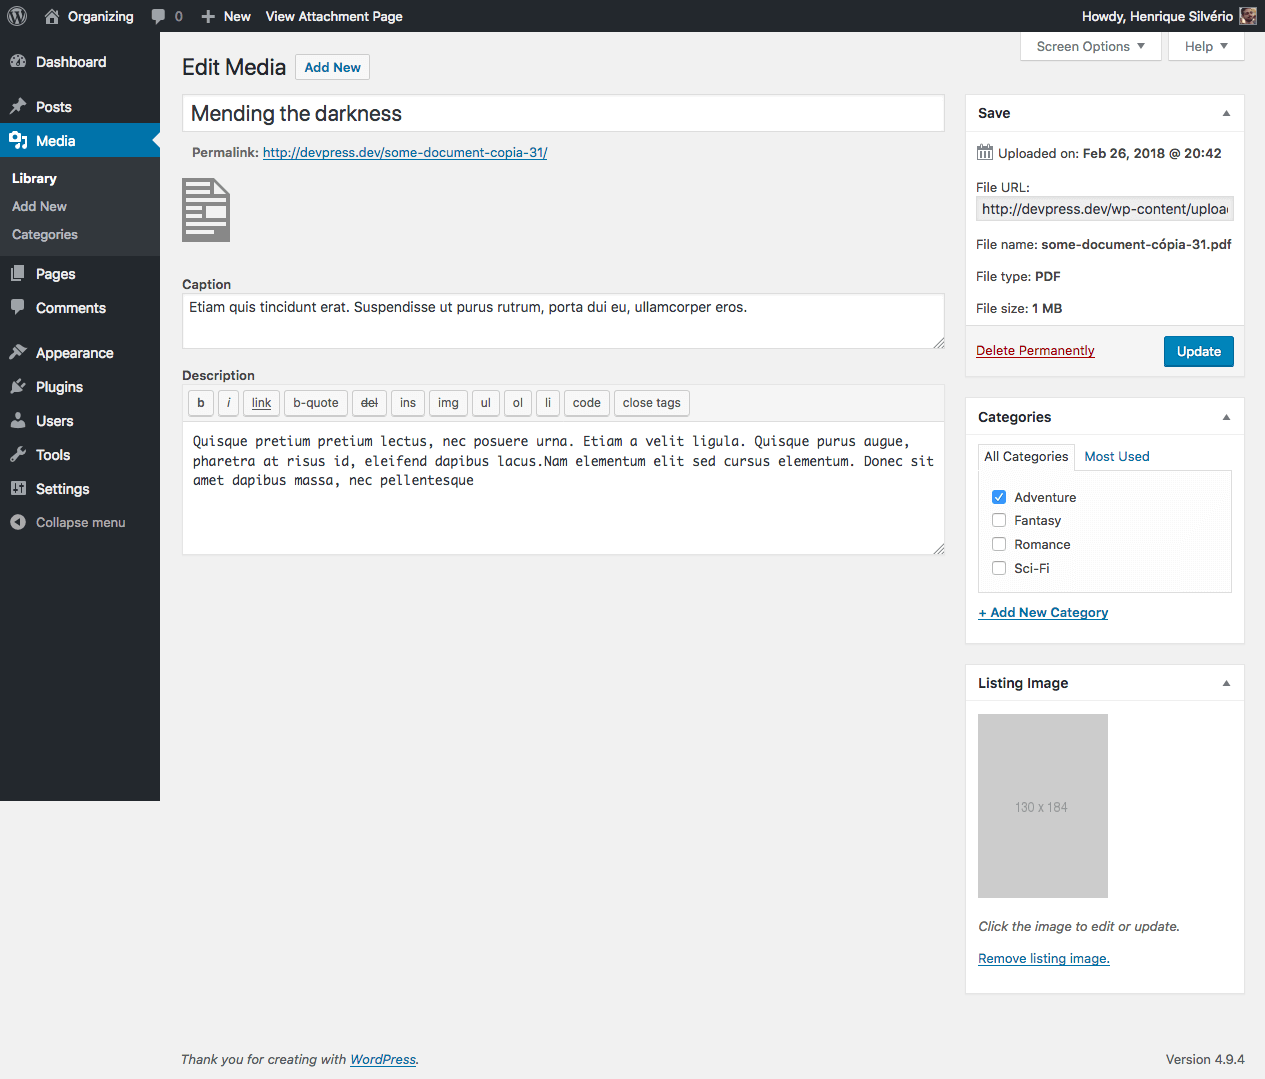 Organizing
0
New
View Attachment Page
Howdy, Henrique Silvério
Dashboard
Posts
Media
Library
Add New
Categories
Pages
Comments
Appearance
Plugins
Users
Tools
Settings
Collapse menu
Screen Options
Help
Edit Media
Add New
Mending the darkness
Permalink: http://devpress.dev/some-document-copia-31/
Caption
Etiam quis tincidunt erat. Suspendisse ut purus rutrum, porta dui eu, ullamcorper eros.
Description
b
i
link
b-quote
del
ins
img
ul
ol
li
code
close tags
Quisque pretium pretium lectus, nec posuere urna. Etiam a velit ligula. Quisque purus augue,
pharetra at risus id, eleifend dapibus lacus.Nam elementum elit sed cursus elementum. Donec sit
amet dapibus massa, nec pellentesque
Save
Uploaded on: Feb 26, 2018 @ 20:42
File URL:
http://devpress.dev/wp-content/uploa
File name: some-document-cópia-31.pdf
File type: PDF
File size: 1 MB
Delete Permanently
Update
Categories
All Categories
Most Used
Adventure
Fantasy
Romance
Sci-Fi
+ Add New Category
Listing Image
130 x 184
Click the image to edit or update.
Remove listing image.
Thank you for creating with WordPress.
Version 4.9.4